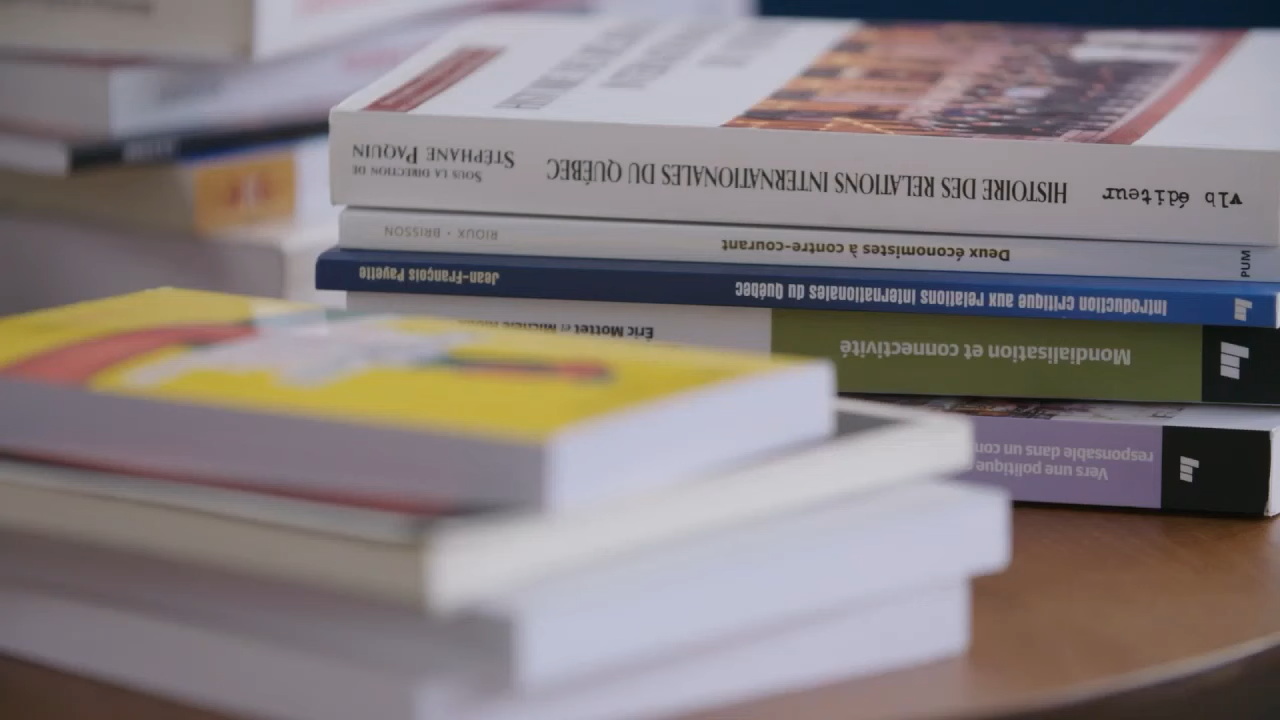 SOUS LA DIRECTION DE
STÉPHANE PAQUIN
HISTOIRE DES RELATIONS INTERNATIONALES DU QUÉBEC
vlb éditeur
RIOUX • BRISSON
Deux économistes à contre-courant
PUM
Jean-François Payette
Introduction critique aux relations internationales du Québec
Éric Mottet et
Mondialisation et connectivité
Vers une politique
responsable dans un